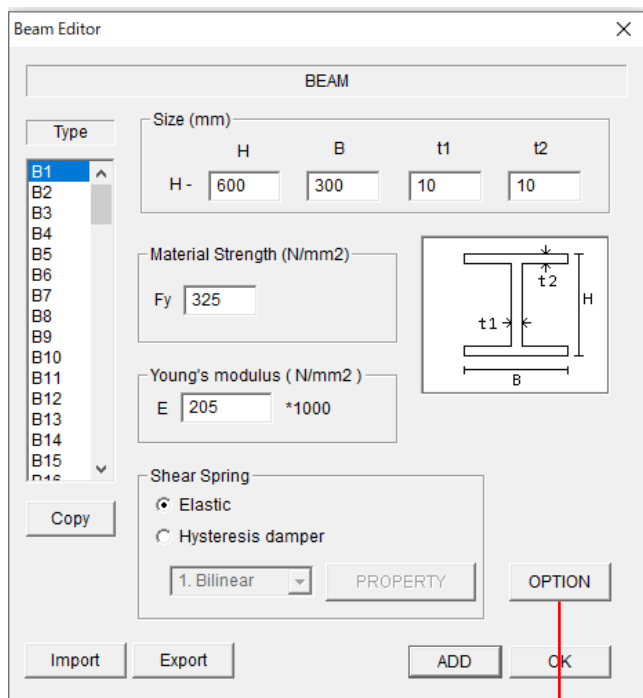 Beam Editor
BEAM
Type
B1
B2
B3
B4
B5
B6
B7
B8
B9
B10
B11
B12
B13
B14
B15
B16
Copy
Size (mm)
H B t1 t2
H - 600 300 10 10
Material Strength (N/mm2)
Fy 325
Young's modulus ( N/mm2 )
E 205 *1000
t2
H
t1
B
Shear Spring
Elastic
Hysteresis damper
1. Bilinear PROPERTY
OPTION
Import Export ADD OK